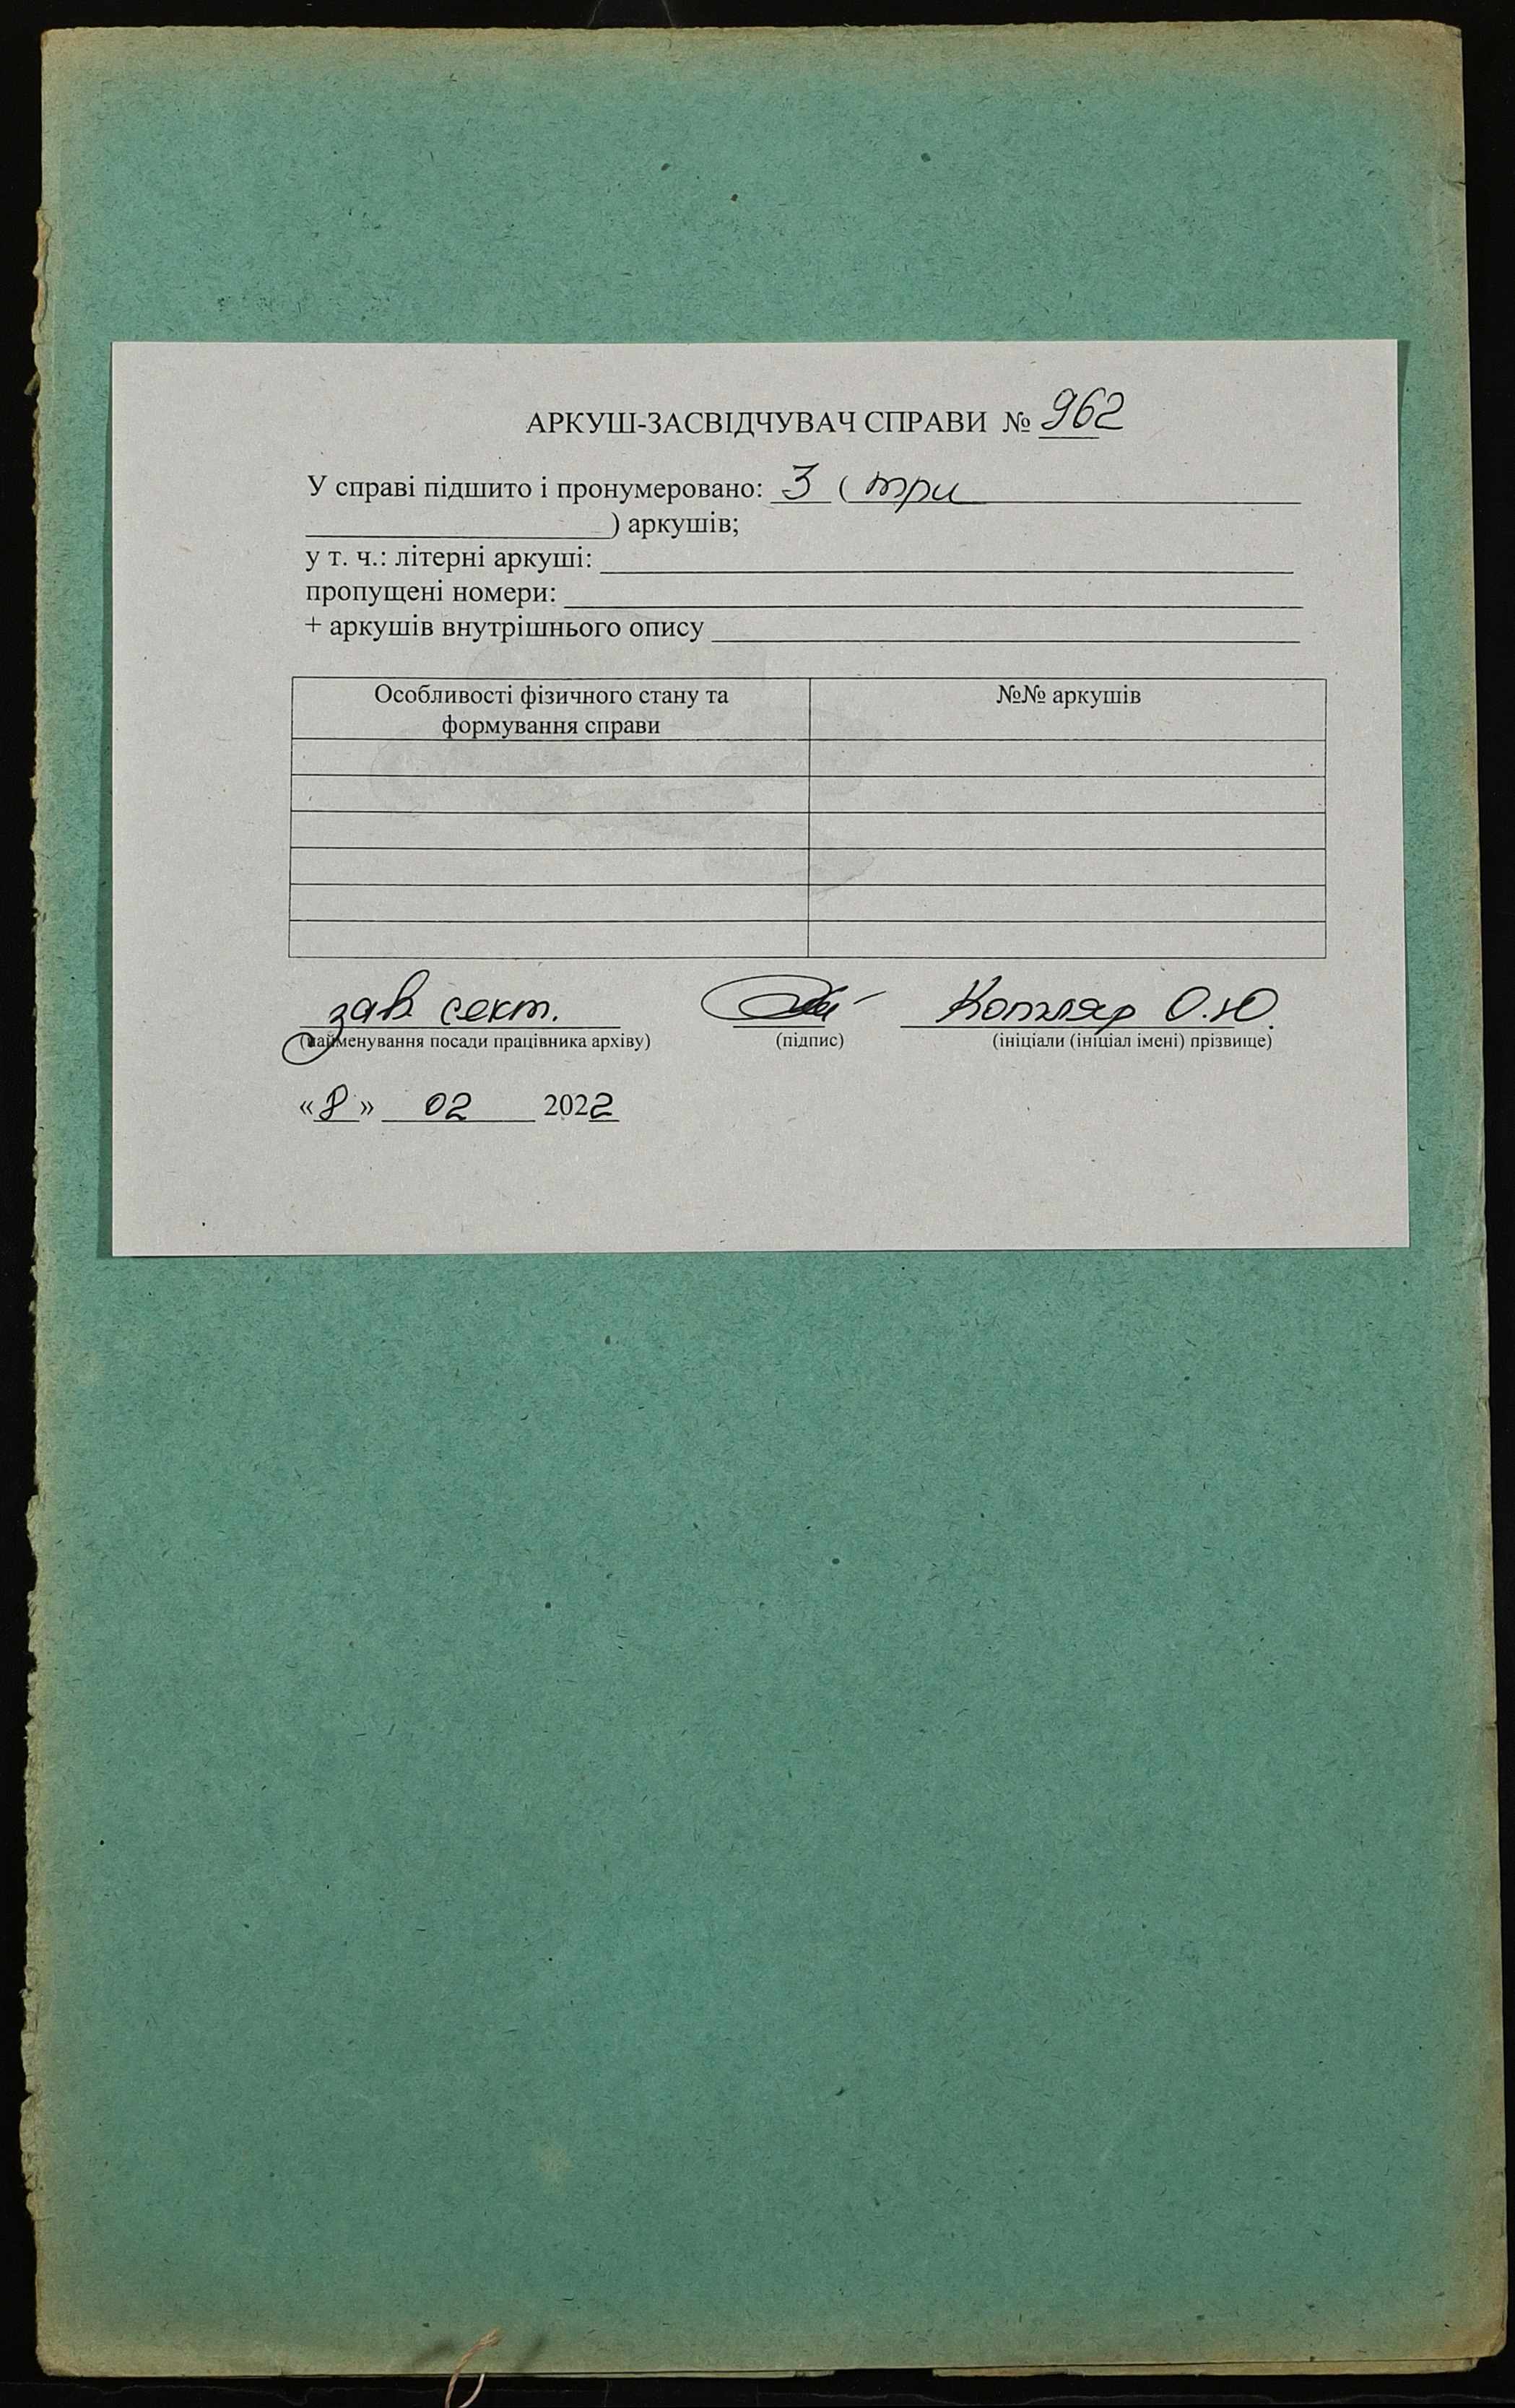 АРКУШ-ЗАСВІДЧУВАЧ СПРАВИ № 962
У справі підшито і пронумеровано: 3 ( три
) аркушів;
у т. ч.: літерні аркуші:
пропущені номери:
+ аркушів внутрішнього опису
Особливості фізичного стану та формування справи
№№ аркушів
зав. сект. Котляр О.Ю.
(найменування посади працівника архіву) (підпис) (ініціали (ініціал імені) прізвище)
«8» 02 2022